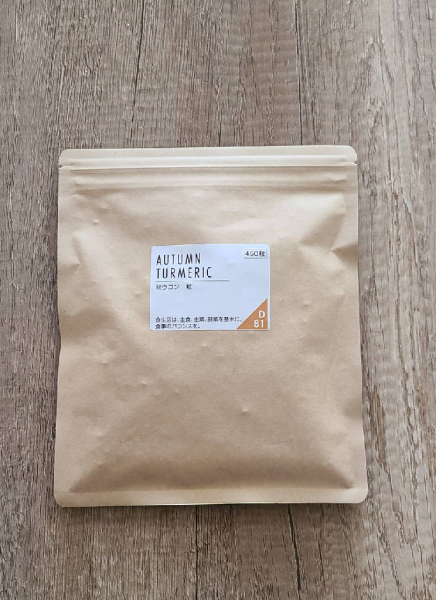 AUTUMN
TURMERIC
450粒
秋ウコン 粒
食生活は、主食、主菜、副菜を基本に、
食事のバランスを。
D
81